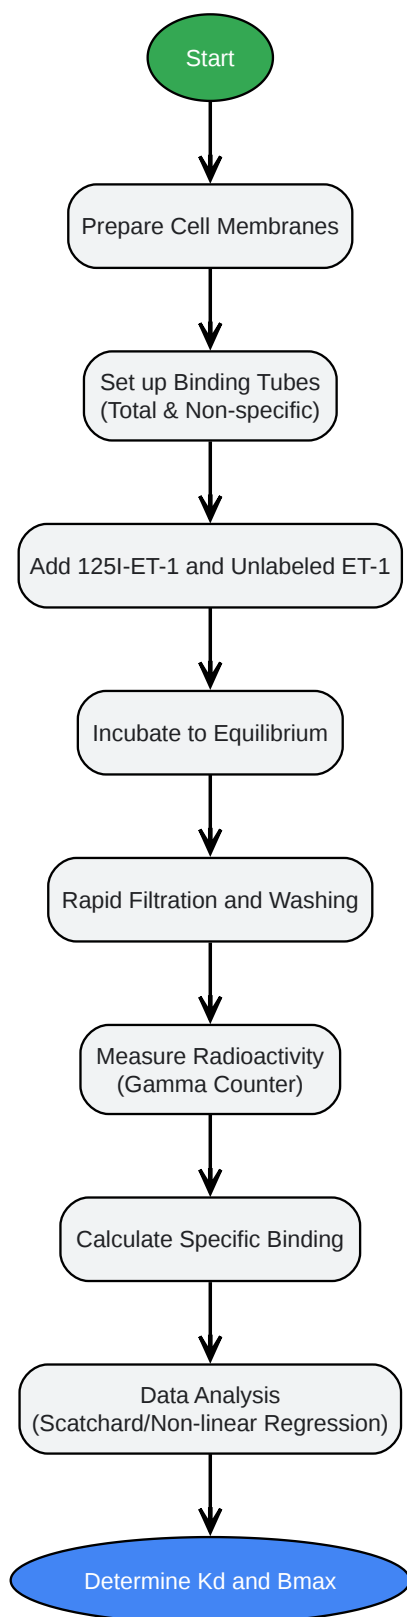 Start
Prepare Cell Membranes
Set up Binding Tubes
(Total & Non-specific)
Add 125I-ET-1 and Unlabeled ET-1
Incubate to Equilibrium
Rapid Filtration and Washing
Measure Radioactivity
(Gamma Counter)
Calculate Specific Binding
Data Analysis
(Scatchard/Non-linear Regression)
Determine Kd and Bmax